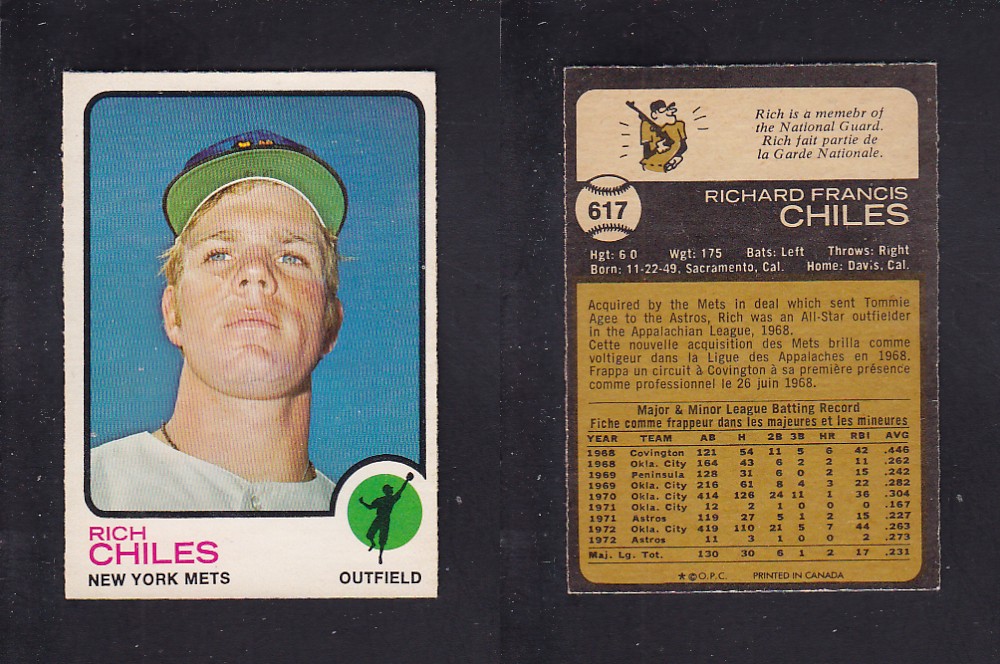 RICH
CHILES
NEW YORK METS
OUTFIELD
Rich is a memebr of
the National Guard.
Rich fait partie de
la Garde Nationale.
617
RICHARD FRANCIS
CHILES
Hgt: 6 0 Wgt: 175 Bats: Left Throws: Right
Born: 11-22-49, Sacramento, Cal. Home: Davis, Cal.
Acquired by the Mets in deal which sent Tommie
Agee to the Astros, Rich was an All-Star outfielder
in the Appalachian League, 1968.
Cette nouvelle acquisition des Mets brilla comme
voltigeur dans la Ligue des Appalaches en 1968.
Frappa un circuit à Covington à sa première présence
comme professionnel le 26 juin 1968.
Major & Minor League Batting Record
Fiche comme frappeur dans les majeures et les mineures
YEAR TEAM AB H 2B 3B HR RBI AVG
1968 Covington 121 54 11 5 6 42 .446
1968 Okla. City 164 43 6 2 2 11 .262
1969 Peninsula 128 31 6 0 2 15 .242
1969 Okla. City 216 61 8 4 3 22 .282
1970 Okla. City 414 126 24 11 1 36 .304
1971 Okla. City 12 2 1 0 0 0 .167
1971 Astros 119 27 5 1 2 15 .227
1972 Okla. City 419 110 21 5 7 44 .263
1972 Astros 11 3 1 0 0 2 .273
Maj. Lg. Tot. 130 30 6 1 2 17 .231
★ © O.P.C. PRINTED IN CANADA